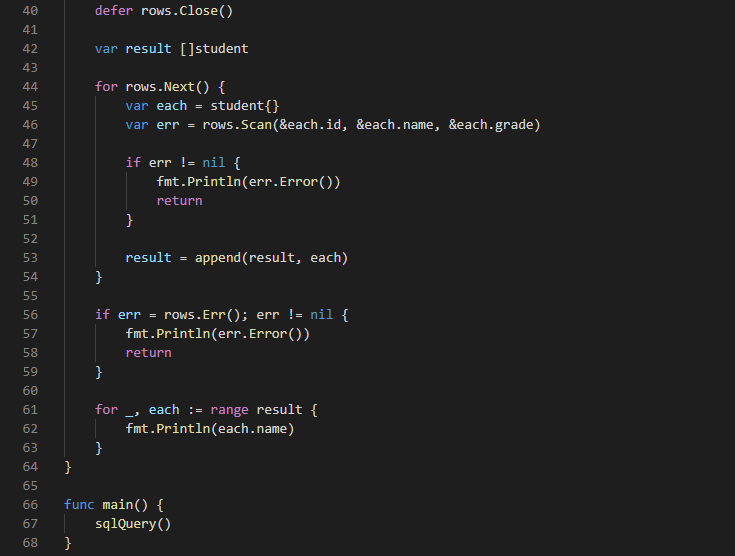 40 defer rows.Close()
41
42 var result []student
43
44 for rows.Next() {
45 var each = student{}
46 var err = rows.Scan(&each.id, &each.name, &each.grade)
47
48 if err != nil {
49 fmt.Println(err.Error())
50 return
51 }
52
53 result = append(result, each)
54 }
55
56 if err = rows.Err(); err != nil {
57 fmt.Println(err.Error())
58 return
59 }
60
61 for _, each := range result {
62 fmt.Println(each.name)
63 }
64 }
65
66 func main() {
67 sqlQuery()
68 }